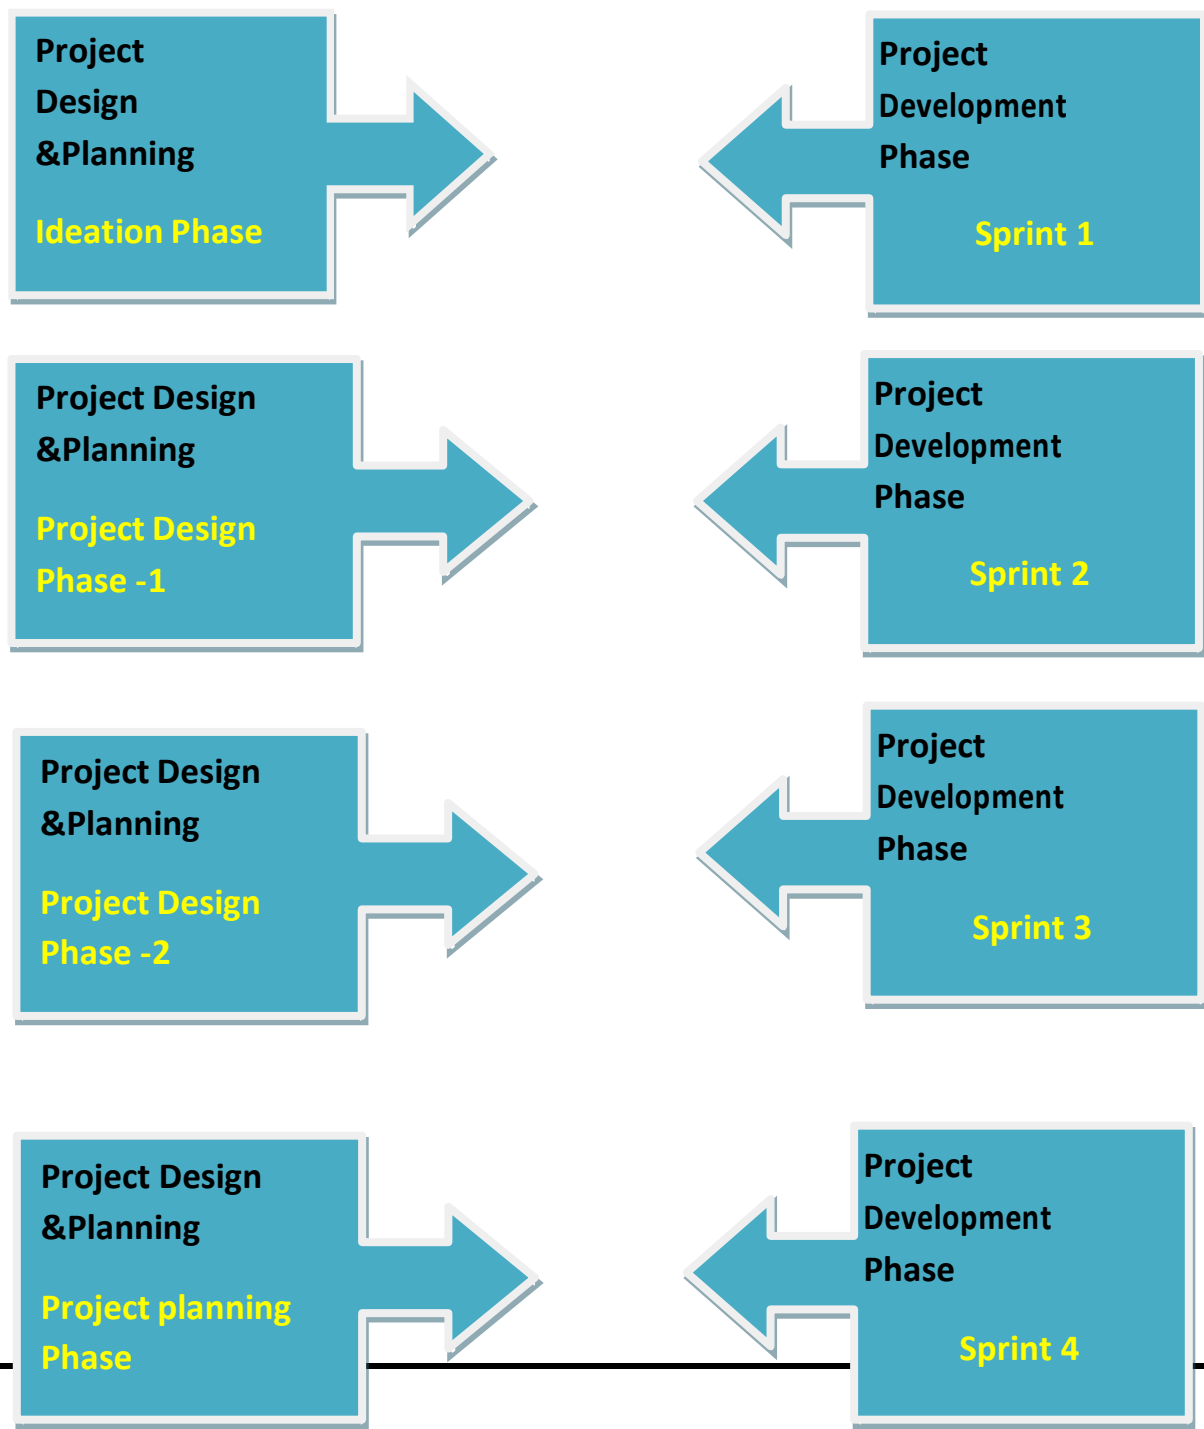 Project
Design
&Planning
Ideation Phase
Project
Development
Phase
Sprint 1
Project Design
&Planning
Project Design
Phase -1
Project
Development
Phase
Sprint 2
Project Design
&Planning
Project Design
Phase -2
Project
Development
Phase
Sprint 3
Project Design
&Planning
Project planning
Phase
Project
Development
Phase
Sprint 4